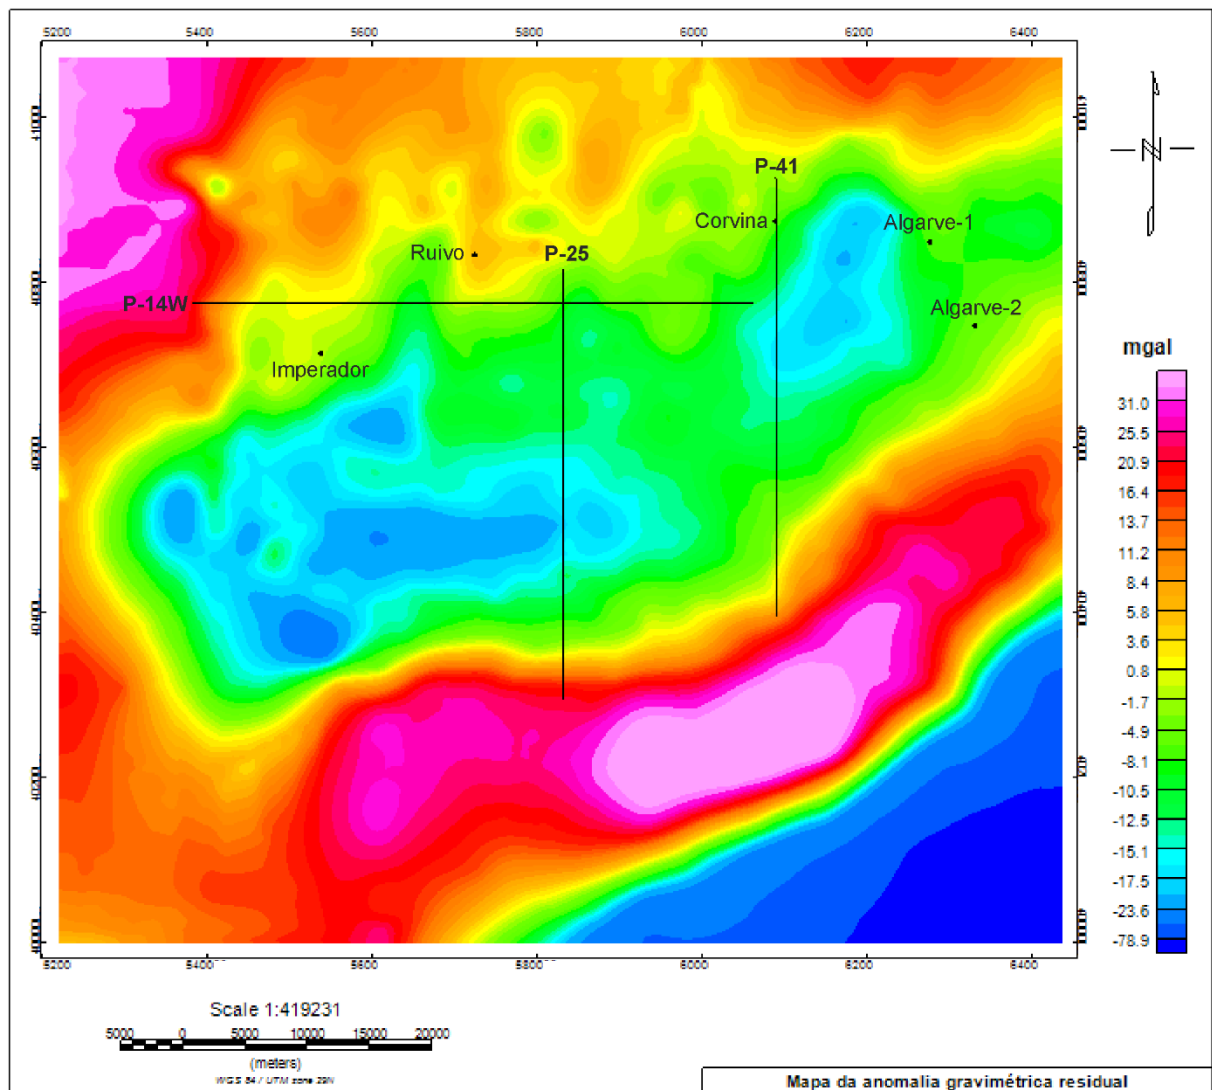 5200 5400 5600 5800 6000 6200 6400
P-41
Corvina
Algarve-1
Ruivo
P-25
P-14W
Algarve-2
Imperador
N
mgal
31.0
25.5
20.9
16.4
13.7
11.2
8.4
5.8
3.6
0.8
-1.7
-4.9
-8.1
-10.5
-12.5
-15.1
-17.5
-23.6
-78.9
5200 5400 5600 5800 6000 6200 6400
Scale 1:419231
5000 0 5000 10000 15000 20000
(meters)
WGS 84 / UTM zone 29N
Mapa da anomalia gravimétrica residual